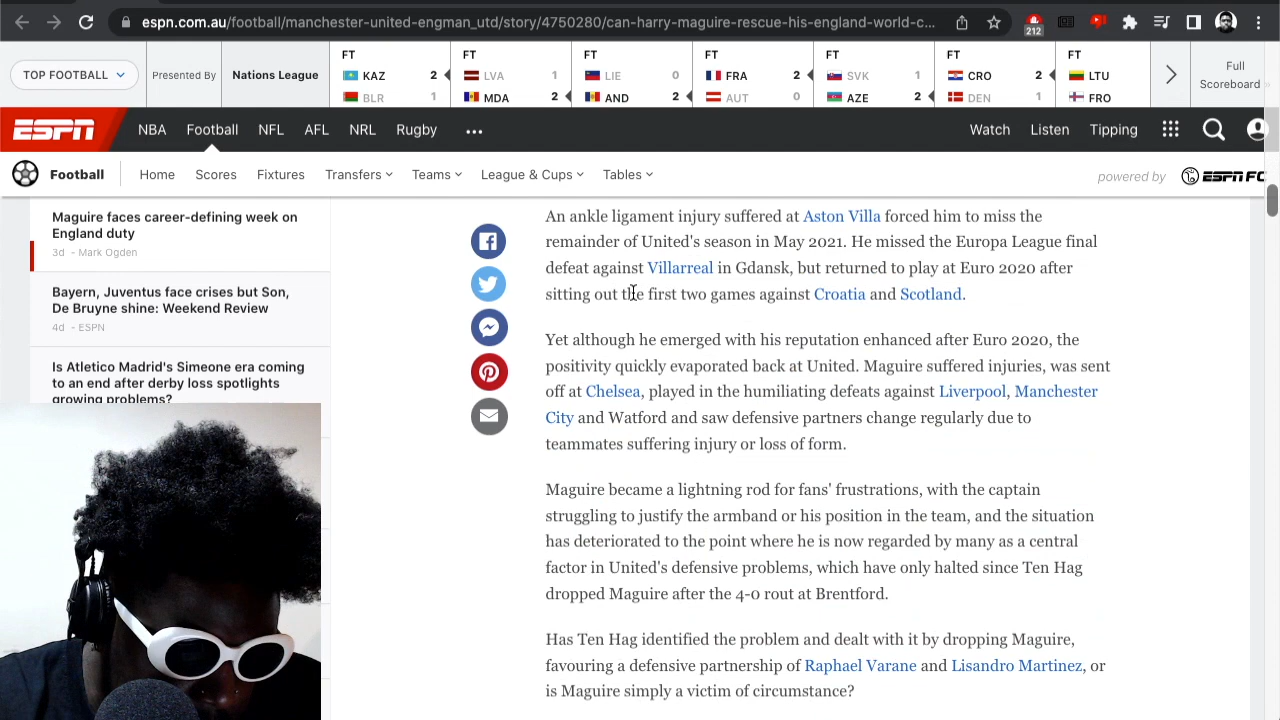 espn.com.au/football/manchester-united-engman_utd/story/4750280/can-harry-maguire-rescue-his-england-world-c...
212
TOP FOOTBALL
Presented By
Nations League
FT
KAZ 2
BLR 1
FT
LVA 1
MDA 2
FT
LIE 0
AND 2
FT
FRA 2
AUT 0
FT
SVK 1
AZE 2
FT
CRO 2
DEN 1
FT
LTU
FRO
Full
Scoreboard »
ESPN NBA Football NFL AFL NRL Rugby ... Watch Listen Tipping
Football Home Scores Fixtures Transfers Teams League & Cups Tables powered by ESPN FC
Maguire faces career-defining week on
England duty
3d - Mark Ogden
Bayern, Juventus face crises but Son,
De Bruyne shine: Weekend Review
4d - ESPN
Is Atletico Madrid's Simeone era coming
to an end after derby loss spotlights
growing problems?
An ankle ligament injury suffered at Aston Villa forced him to miss the
remainder of United's season in May 2021. He missed the Europa League final
defeat against Villarreal in Gdansk, but returned to play at Euro 2020 after
sitting out the first two games against Croatia and Scotland.
Yet although he emerged with his reputation enhanced after Euro 2020, the
positivity quickly evaporated back at United. Maguire suffered injuries, was sent
off at Chelsea, played in the humiliating defeats against Liverpool, Manchester
City and Watford and saw defensive partners change regularly due to
teammates suffering injury or loss of form.
Maguire became a lightning rod for fans' frustrations, with the captain
struggling to justify the armband or his position in the team, and the situation
has deteriorated to the point where he is now regarded by many as a central
factor in United's defensive problems, which have only halted since Ten Hag
dropped Maguire after the 4-0 rout at Brentford.
Has Ten Hag identified the problem and dealt with it by dropping Maguire,
favouring a defensive partnership of Raphael Varane and Lisandro Martinez, or
is Maguire simply a victim of circumstance?